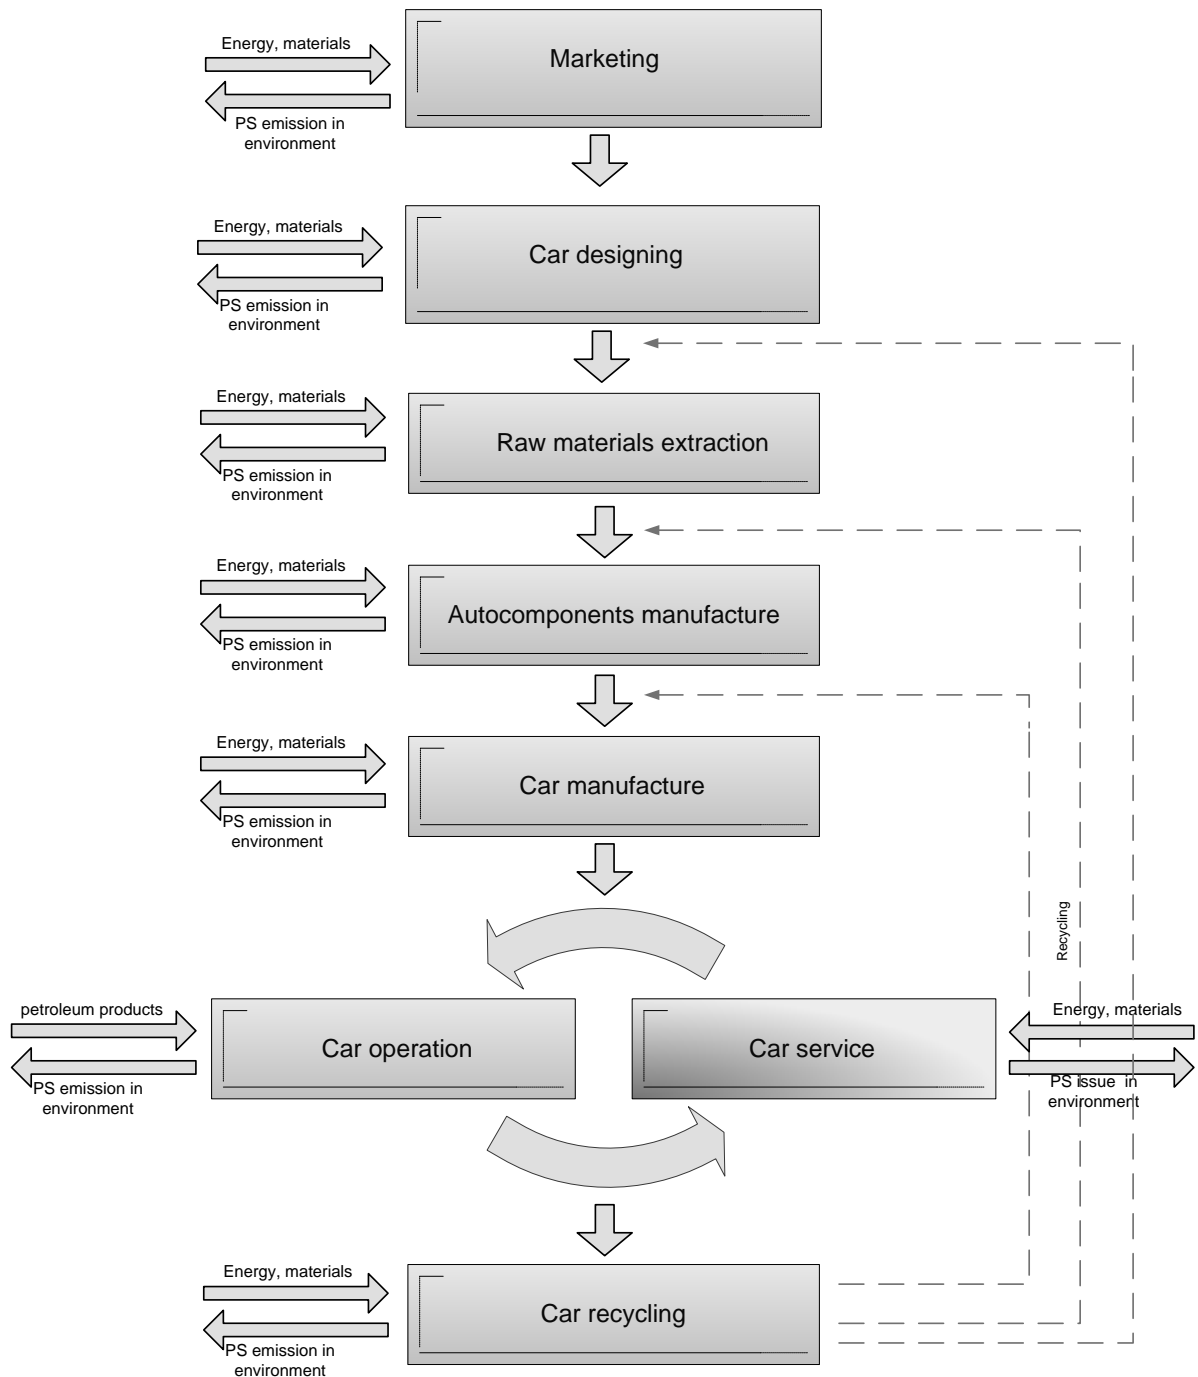 Energy, materials
Marketing
PS emission in
environment
Energy, materials
Car designing
PS emission in
environment
Energy, materials
Raw materials extraction
PS emission in
environment
Energy, materials
Autocomponents manufacture
PS emission in
environment
Energy, materials
Car manufacture
PS emission in
environment
Recycling
petroleum products
Car operation
PS emission in
environment
Car service
Energy, materials
PS issue in
environment
Energy, materials
Car recycling
PS emission in
environment